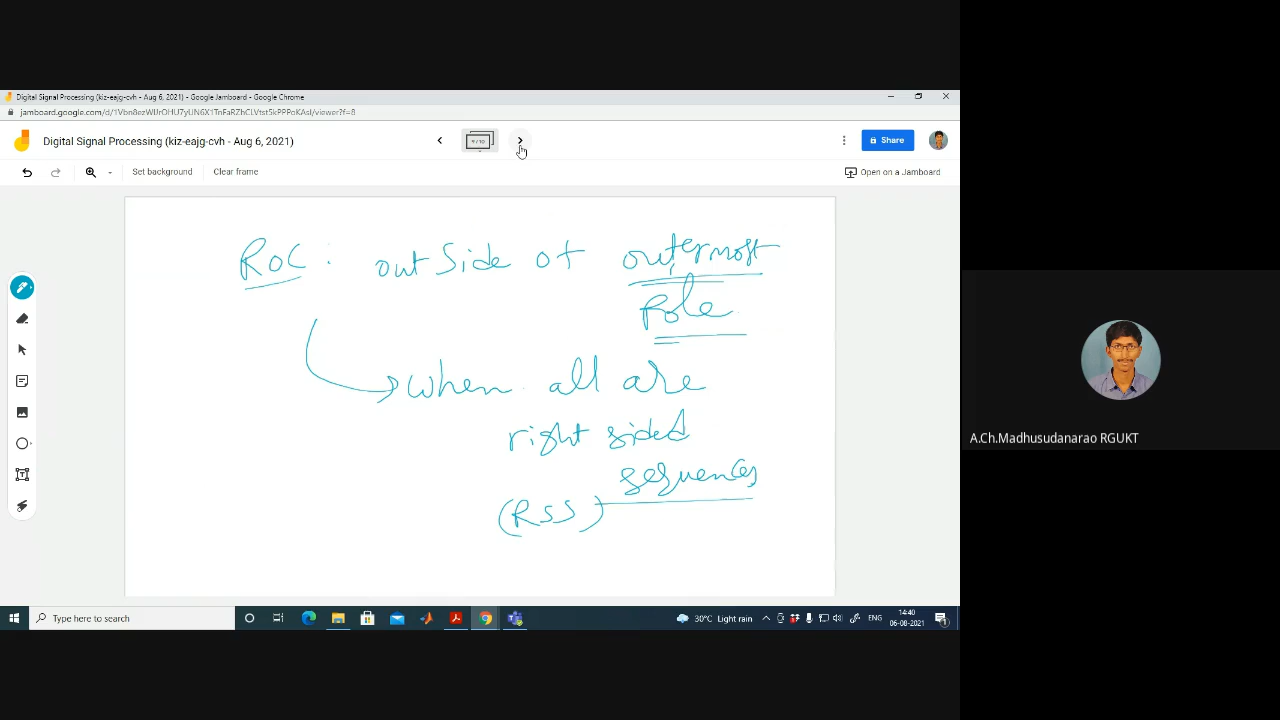 Digital Signal Processing (kiz-eajg-cvh - Aug 6, 2021) - Google Jamboard - Google Chrome
Digital Signal Processing (kiz-eajg-cvh - Aug 6, 2021)
9 / 10
Share
Set background
Clear frame
Open on a Jamboard
ROC : outside of outermost
Pole
when all are
right sided
sequences
(RSS)
A.Ch.Madhusudanarao RGUKT
Type here to search
30°C Light rain
ENG
14:40
06-08-2021